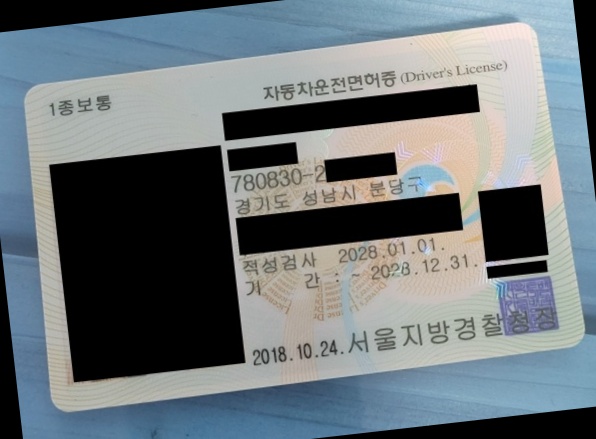 1종보통
자동차운전면허증 (Driver's License)
780830-2
경기도 성남시 분당구
적성검사 2028.01.01.
기 간 : ~ 2028.12.31.
2018.10.24. 서울지방경찰청장